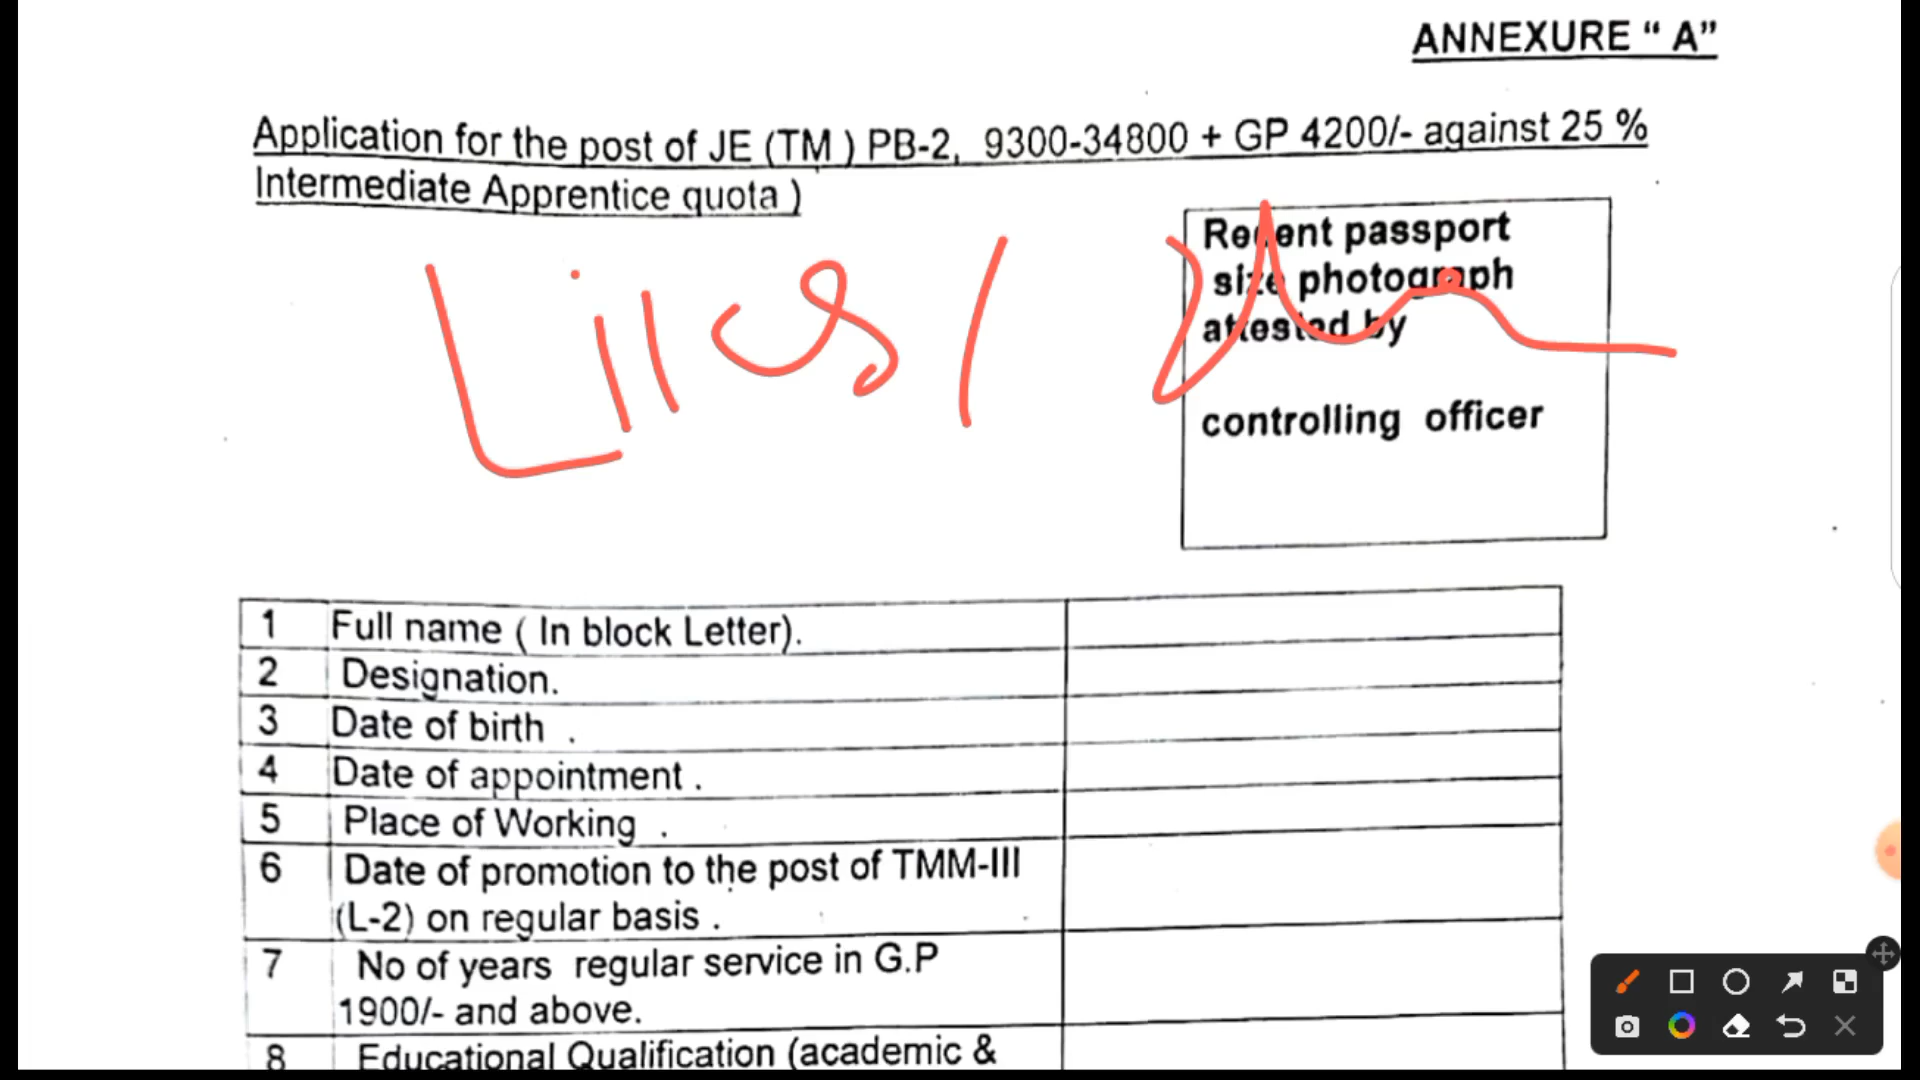 ANNEXURE “ A”
Application for the post of JE (TM ) PB-2, 9300-34800 + GP 4200/- against 25 %
Intermediate Apprentice quota )
Recent passport
size photograph
attested by
controlling officer
1 Full name ( In block Letter).
2 Designation.
3 Date of birth .
4 Date of appointment .
5 Place of Working .
6 Date of promotion to the post of TMM-III
(L-2) on regular basis .
7 No of years regular service in G.P
1900/- and above.
8 Educational Qualification (academic &